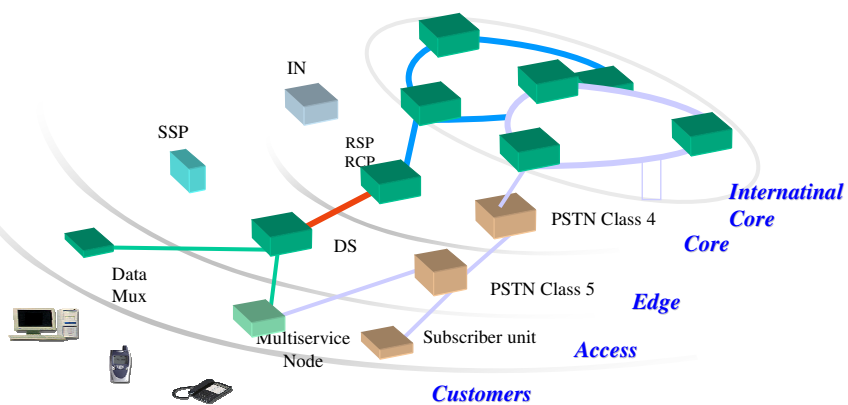 IN
SSP
RSP
RCP
Internatinal
Core
PSTN Class 4
Core
DS
Data
Mux
PSTN Class 5
Edge
Multiservice
Node
Subscriber unit
Access
Customers